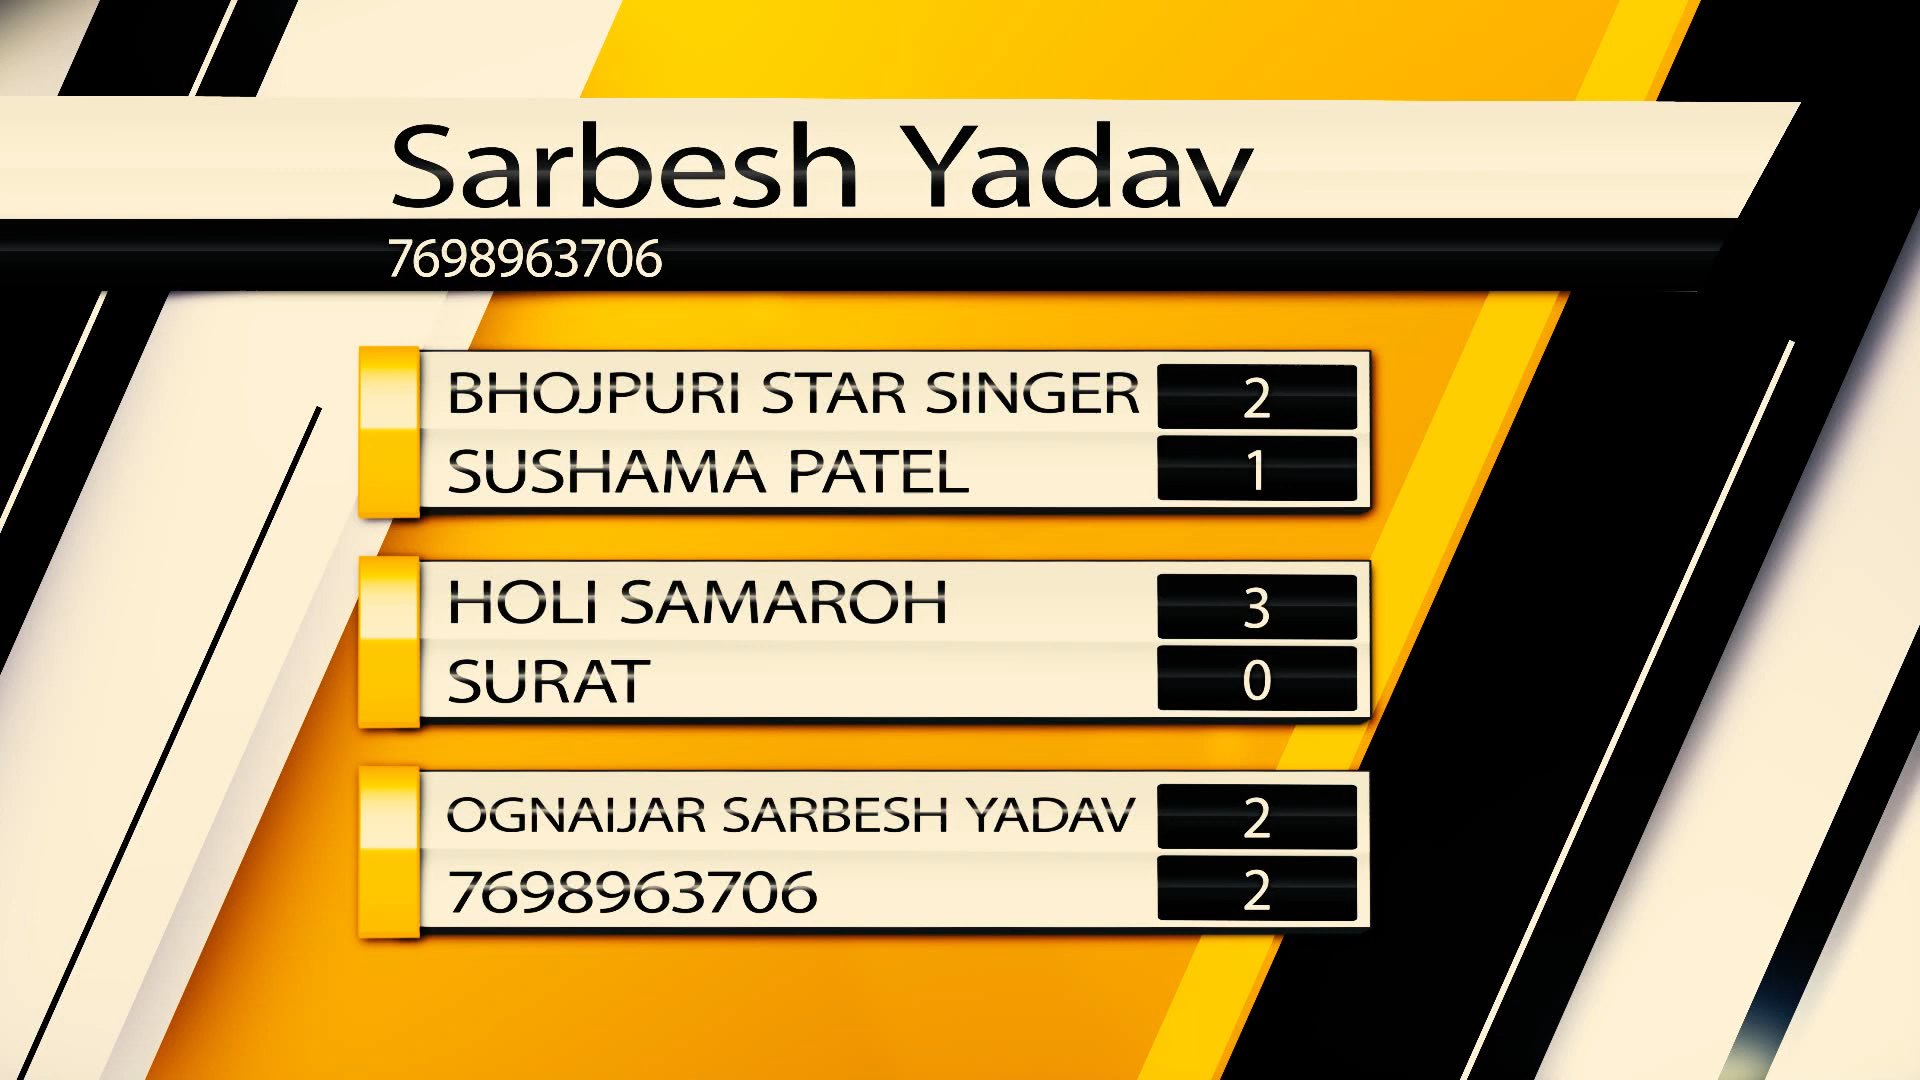 Sarbesh Yadav
7698963706
BHOJPURI STAR SINGER 2
SUSHAMA PATEL 1
HOLI SAMAROH 3
SURAT 0
OGNAIJAR SARBESH YADAV 2
7698963706 2